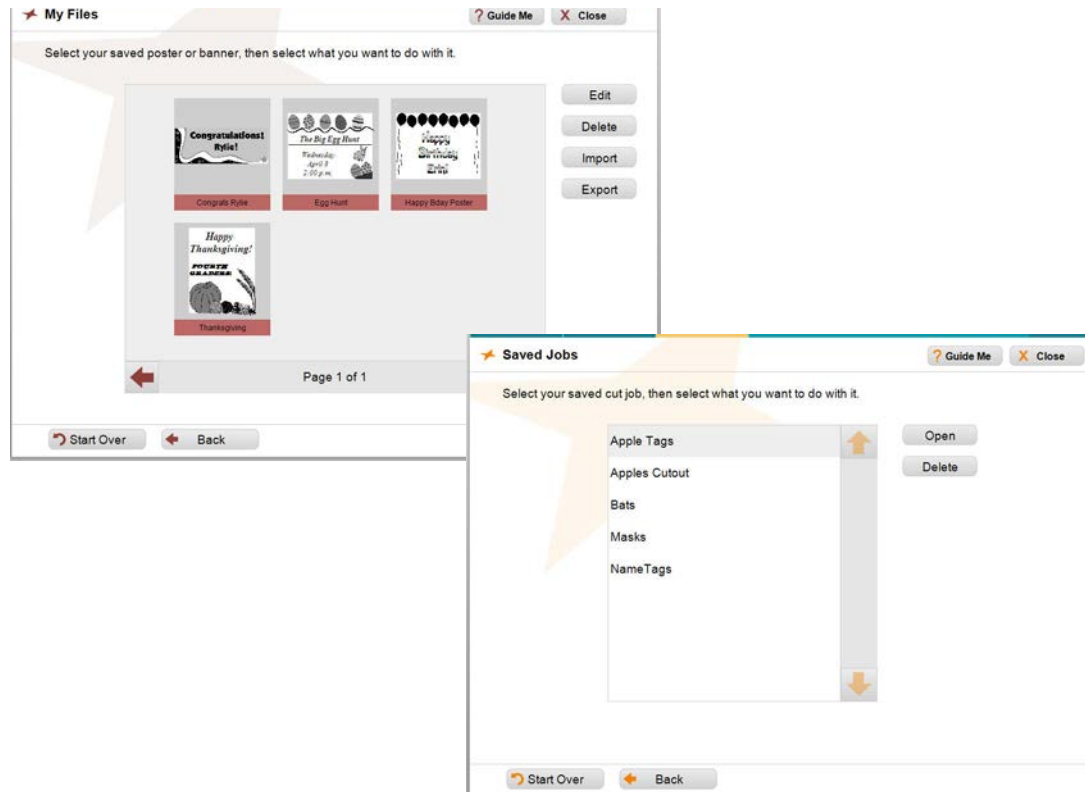 My Files
? Guide Me
X Close
Select your saved poster or banner, then select what you want to do with it.
Edit
Delete
Import
Export
Congratulations!
Rylie!
Congrats Rylie
The Big Egg Hunt
Wednesday
April 8
2:00 p.m.
Egg Hunt
Happy
Birthday
Erin!
Happy Bday Poster
Happy
Thanksgiving!
FOURTH
GRADERS
Thanksgiving
Page 1 of 1
Start Over
Back
Saved Jobs
? Guide Me
X Close
Select your saved cut job, then select what you want to do with it.
Apple Tags
Apples Cutout
Bats
Masks
NameTags
Open
Delete
Start Over
Back